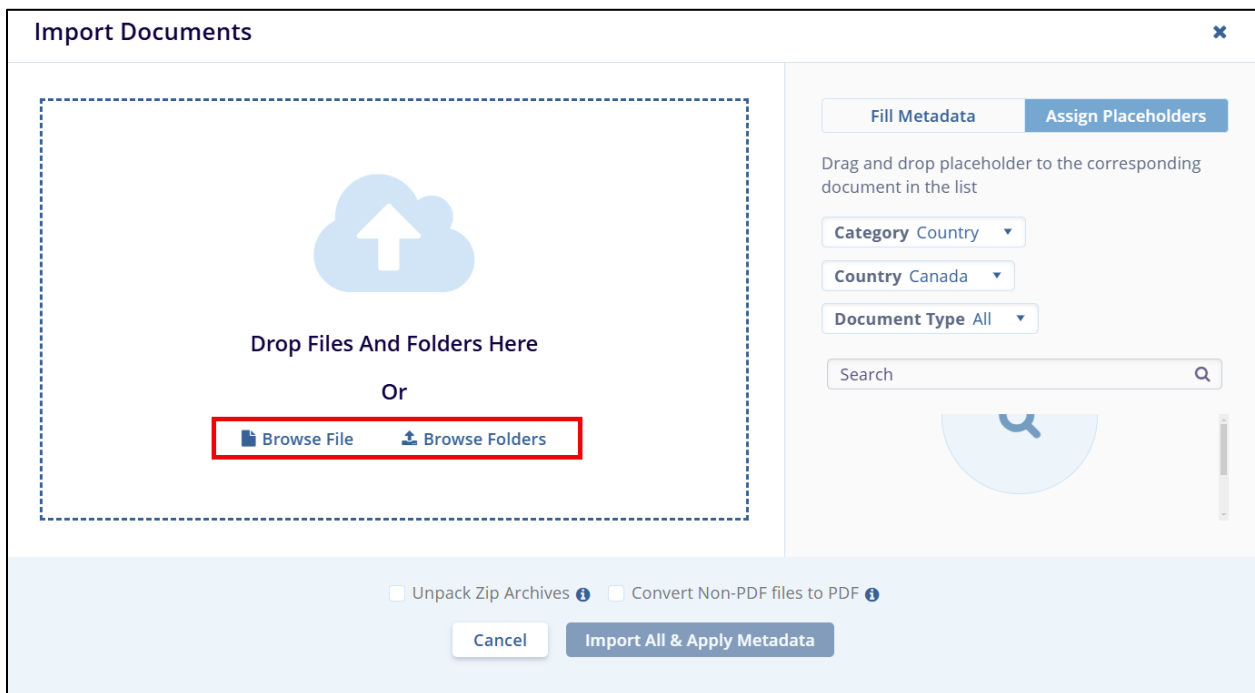 Import Documents
Drop Files And Folders Here
Or
Browse File Browse Folders
Fill Metadata Assign Placeholders
Drag and drop placeholder to the corresponding
document in the list
Category Country
Country Canada
Document Type All
Search
Unpack Zip Archives Convert Non-PDF files to PDF
Cancel Import All & Apply Metadata